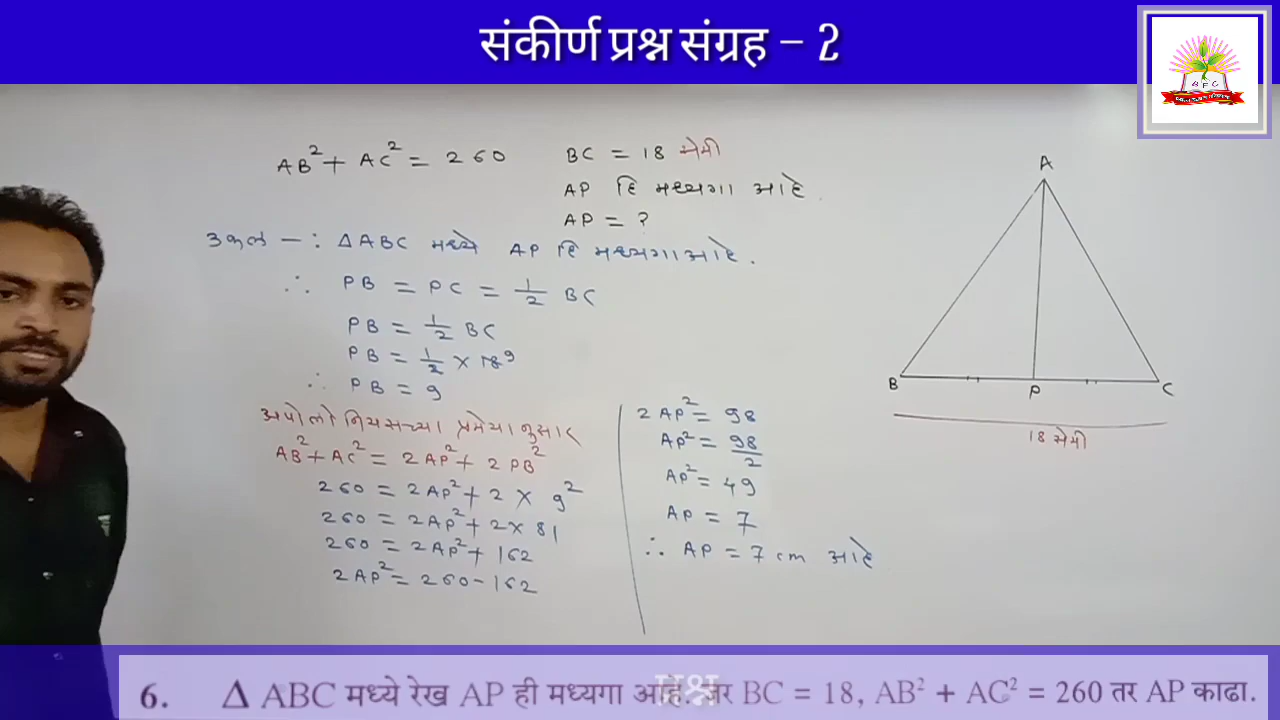 संकीर्ण प्रश्न संग्रह – 2
B F C
AB² + AC² = 260
BC = 18 सेमी
AP हि मध्यगा आहे.
AP = ?
उकल –: Δ ABC मध्ये AP हि मध्यगा आहे.
∴ PB = PC = 1/2 BC
PB = 1/2 BC
PB = 1/2 × 18 9
∴ PB = 9
अपोलोनियसच्या प्रमेयानुसार
AB² + AC² = 2AP² + 2PB²
260 = 2AP² + 2 × 9²
260 = 2AP² + 2 × 81
260 = 2AP² + 162
2AP² = 260 - 162
2AP² = 98
AP² = 98/2
AP² = 49
AP = 7
∴ AP = 7 cm आहे
A
B
P
C
18 सेमी
6. Δ ABC मध्ये रेख AP ही मध्यगा आहे. जर BC = 18, AB² + AC² = 260 तर AP काढा.
प्रश्न